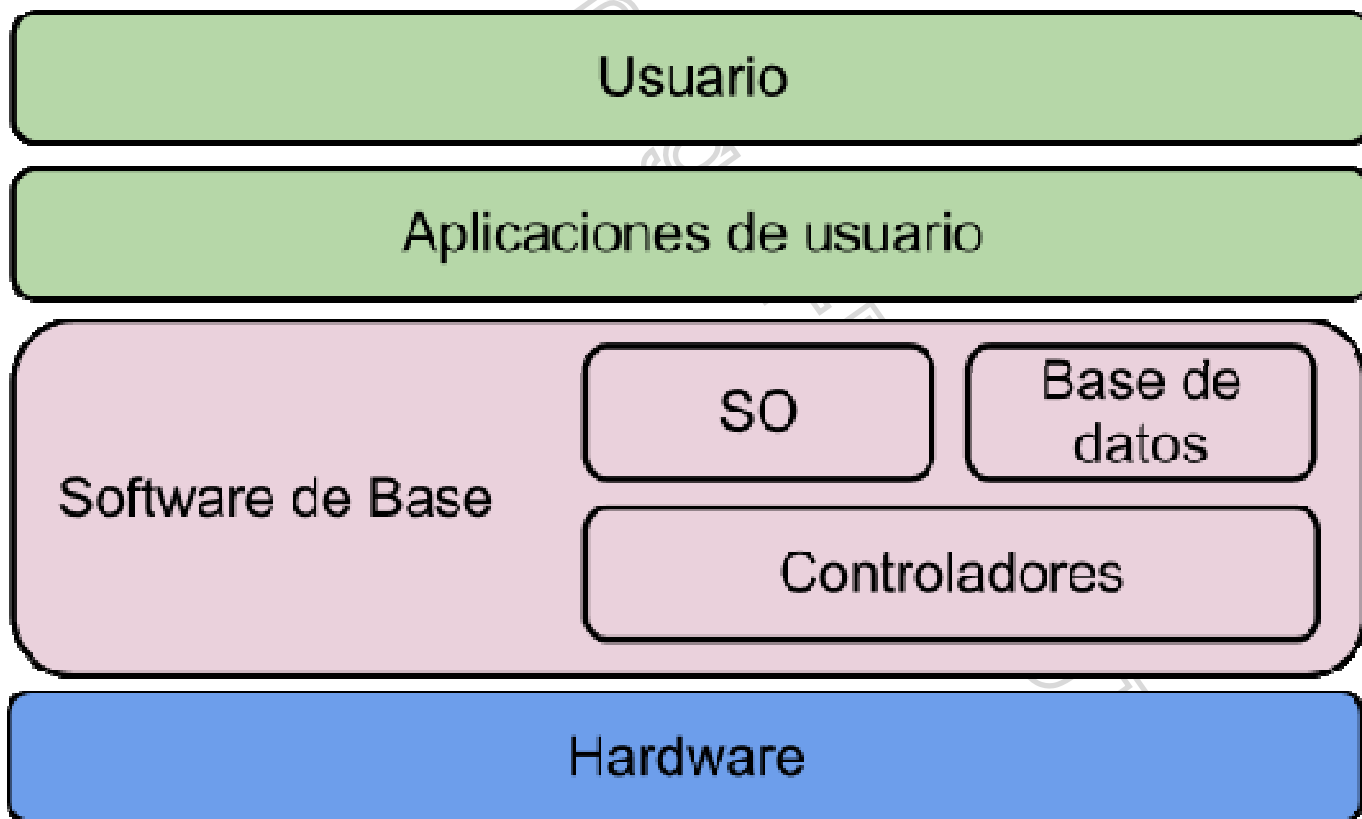 Usuario
Aplicaciones de usuario
SO
Base de
datos
Software de Base
Controladores
Hardware